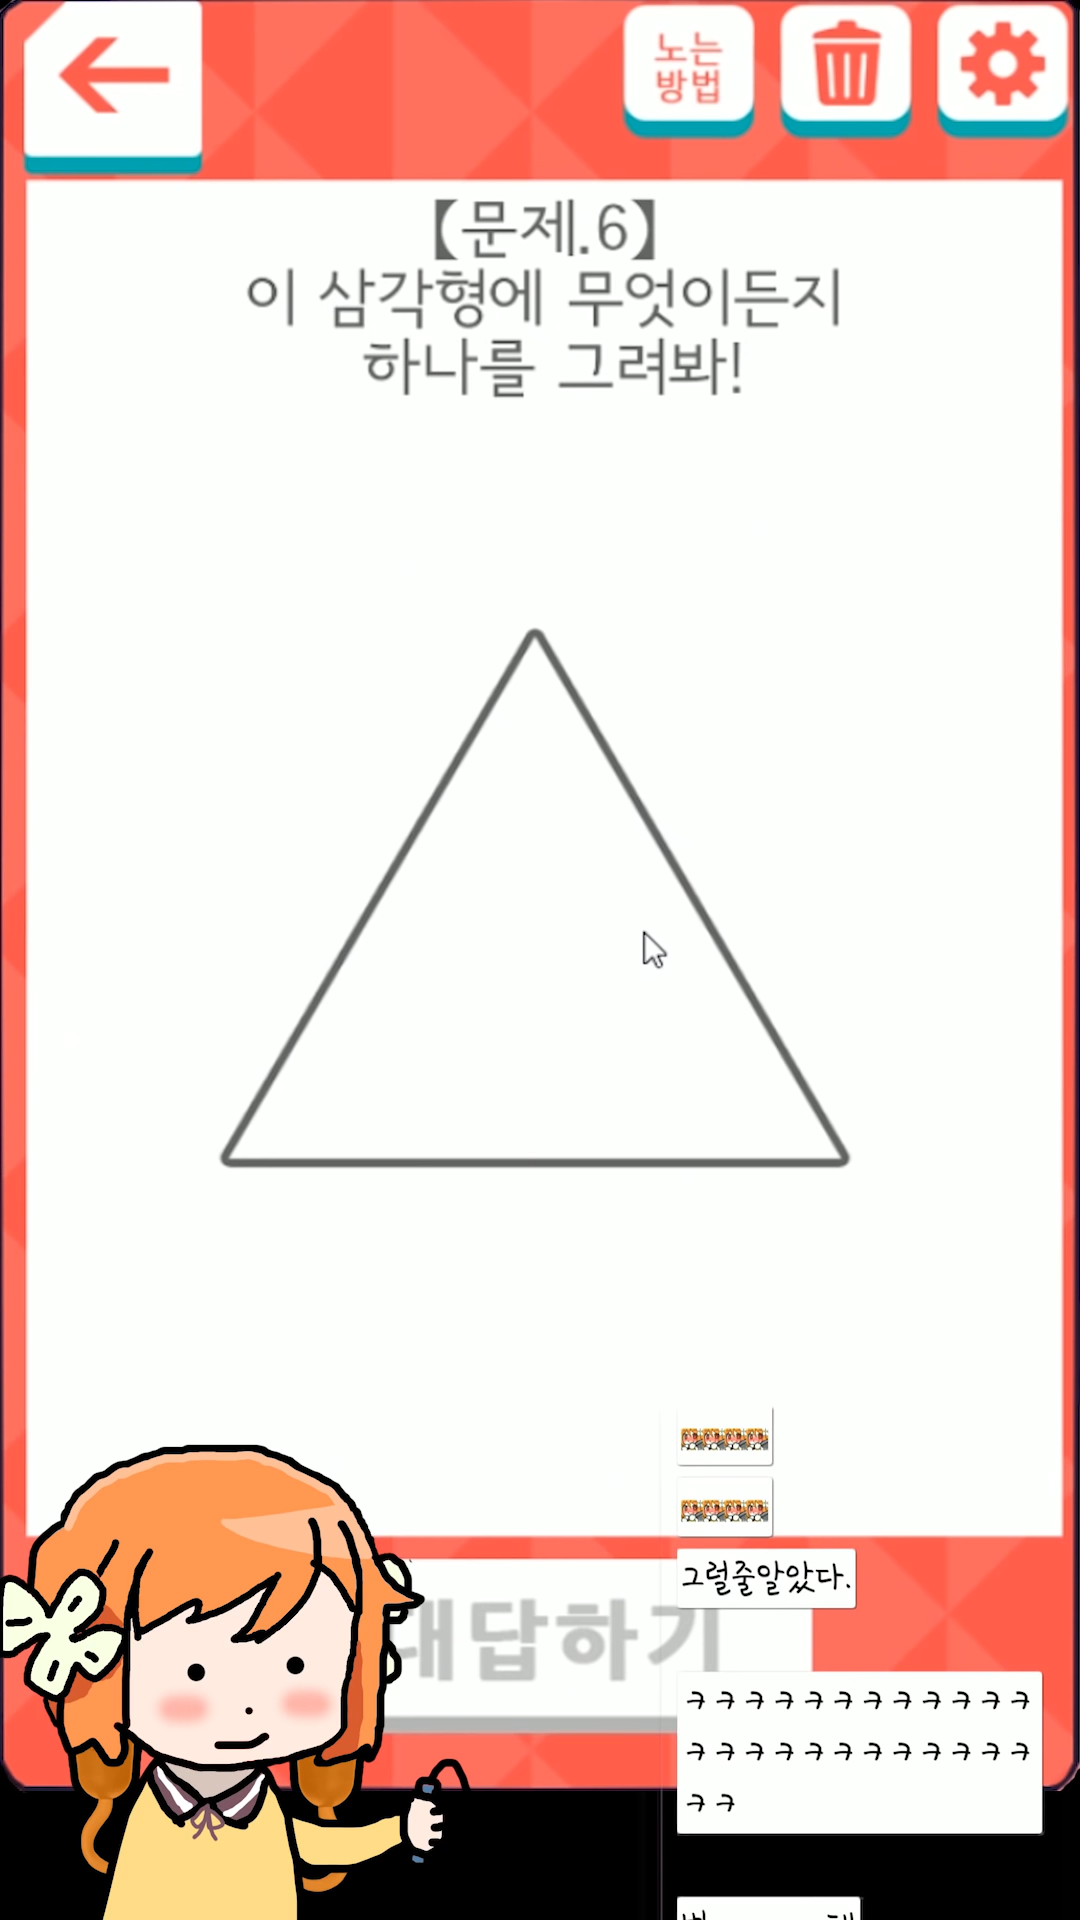 노는
방법
【문제.6】
이 삼각형에 무엇이든지
하나를 그려봐!
그럴줄알았다.
대답하기
ㅋㅋㅋㅋㅋㅋㅋㅋㅋㅋㅋㅋ
ㅋㅋㅋㅋㅋㅋㅋㅋㅋㅋㅋㅋ
ㅋㅋ